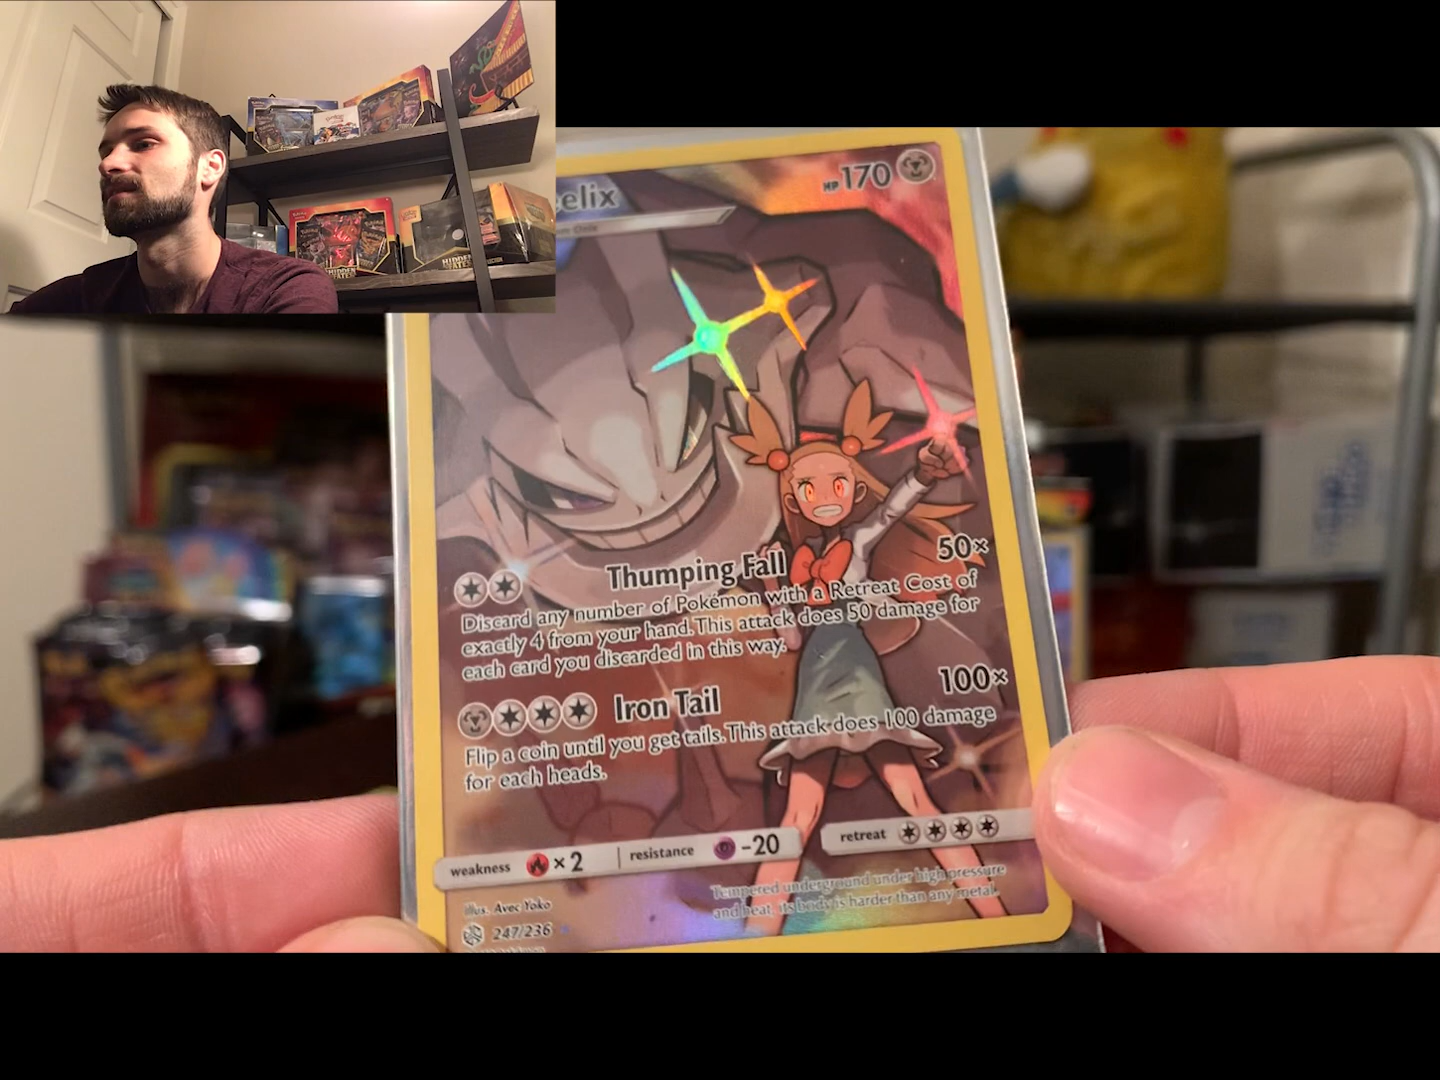 elix
HP 170
Thumping Fall 50×
Discard any number of Pokémon with a Retreat Cost of
exactly 4 from your hand. This attack does 50 damage for
each card you discarded in this way.
Iron Tail 100×
Flip a coin until you get tails. This attack does 100 damage
for each heads.
weakness ×2 resistance -20 retreat
Tempered underground under high pressure
and heat, its body is harder than any metal.
Illus. Avec Yoko
247/236
HIDDEN
FATES